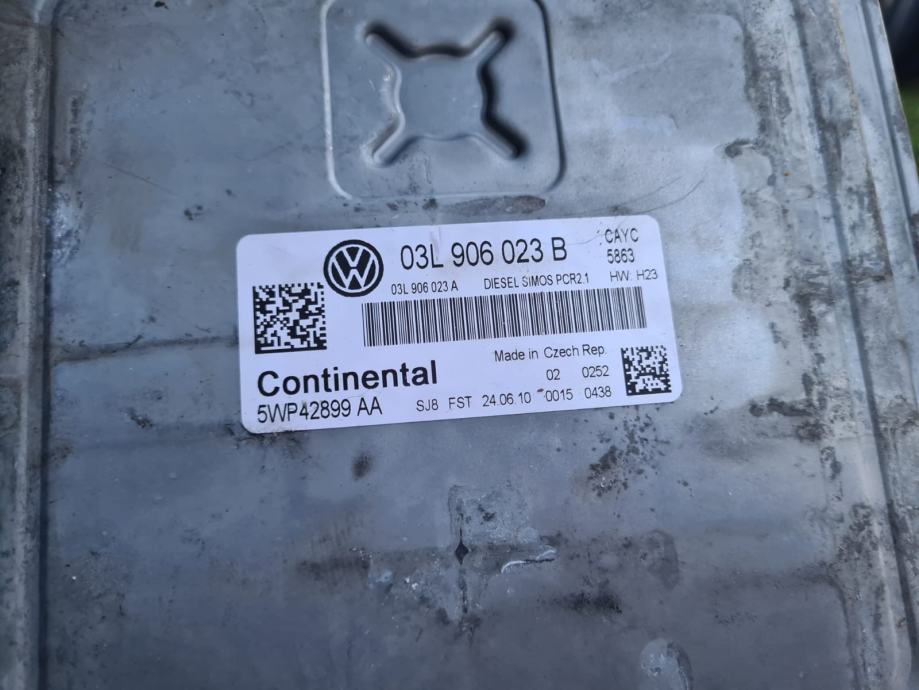 03L 906 023 B CAYC
5863
03L 906 023 A DIESEL SIMOS PCR2.1 HW: H23
Made in Czech Rep.
Continental 02 0252
5WP42899 AA SJ8 FST 24.06.10 0015 0438